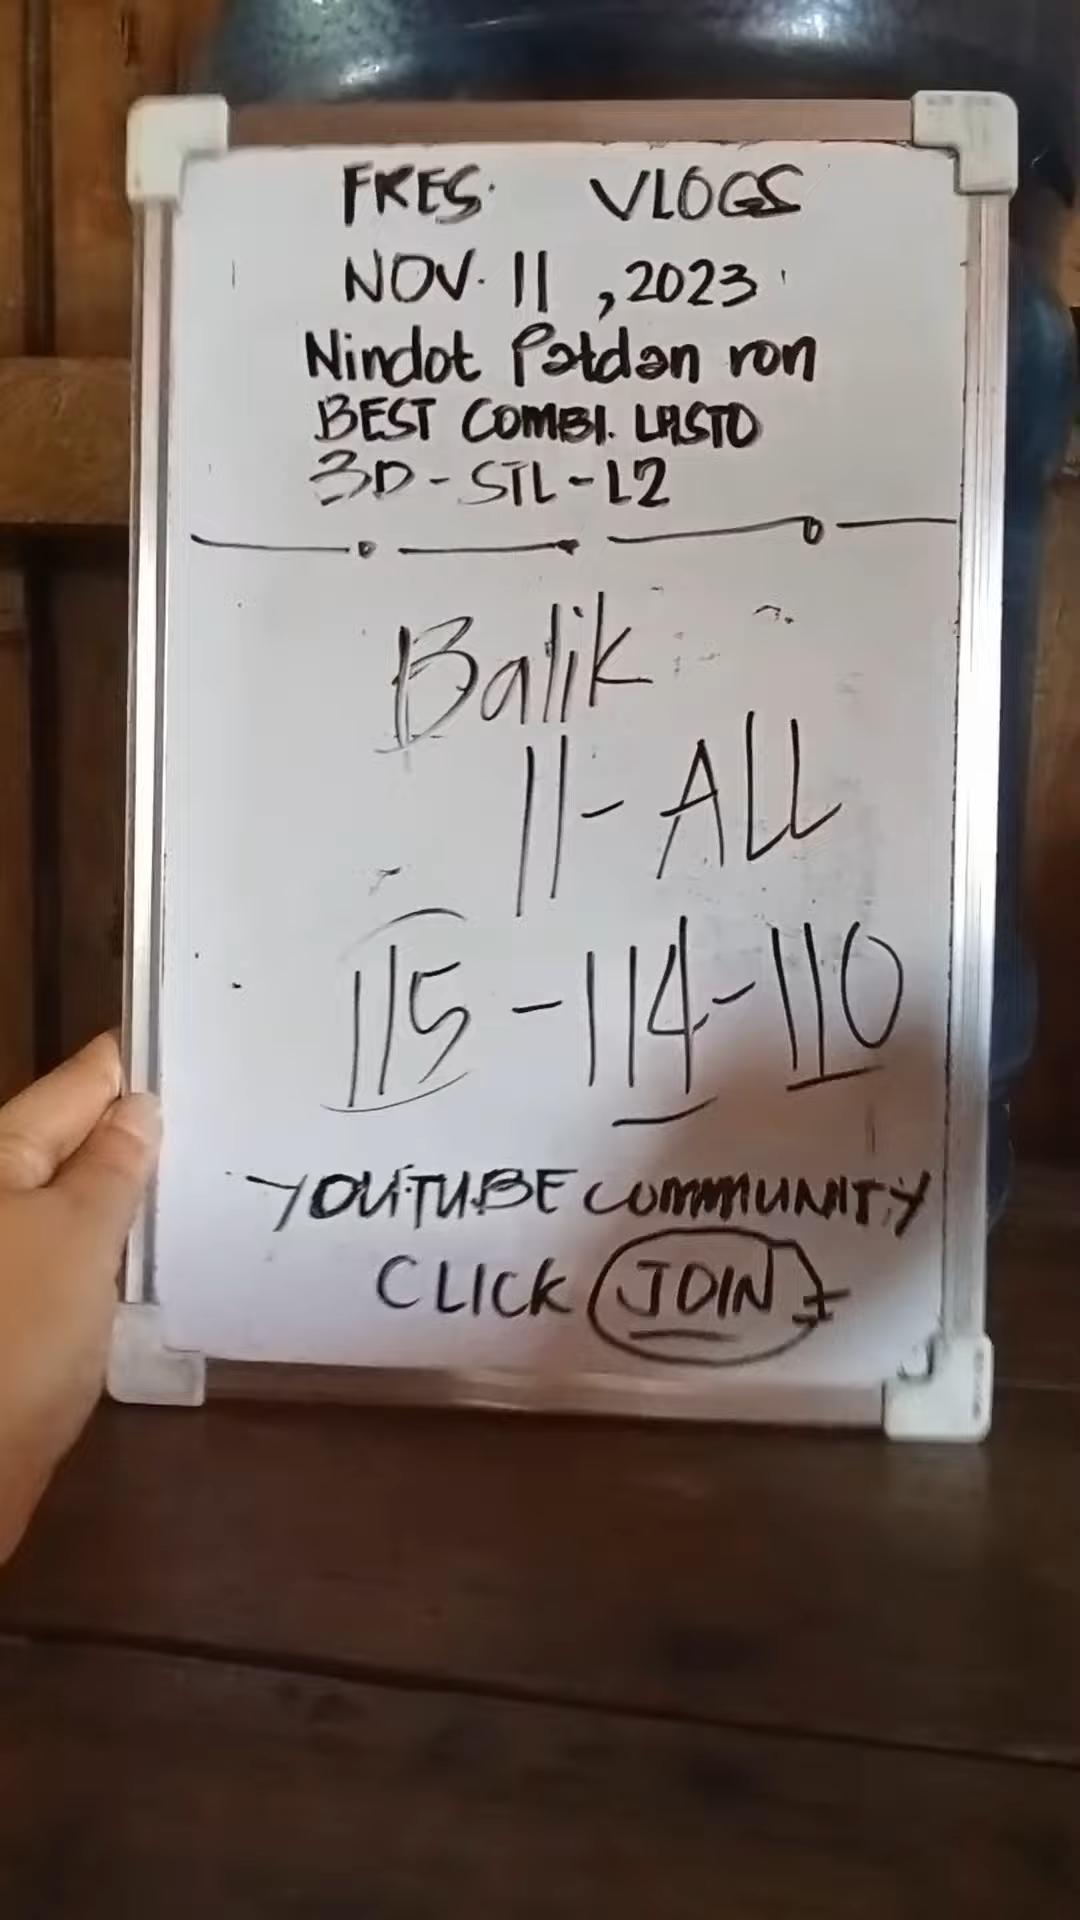 FRES. VLOGS
NOV. 11, 2023
Nindot Patdan ron
BEST COMBI. LASTO
3D - STL - L2
Balik
11 - ALL
115 - 114 - 110
YOUTUBE COMMUNITY
CLICK JOIN